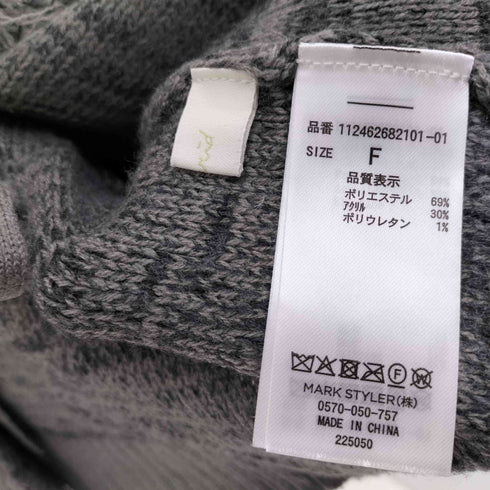 品番 112462682101-01
SIZE F
品質表示
ポリエステル 69%
アクリル 30%
ポリウレタン 1%
MARK STYLER(株)
0570-050-757
MADE IN CHINA
225050